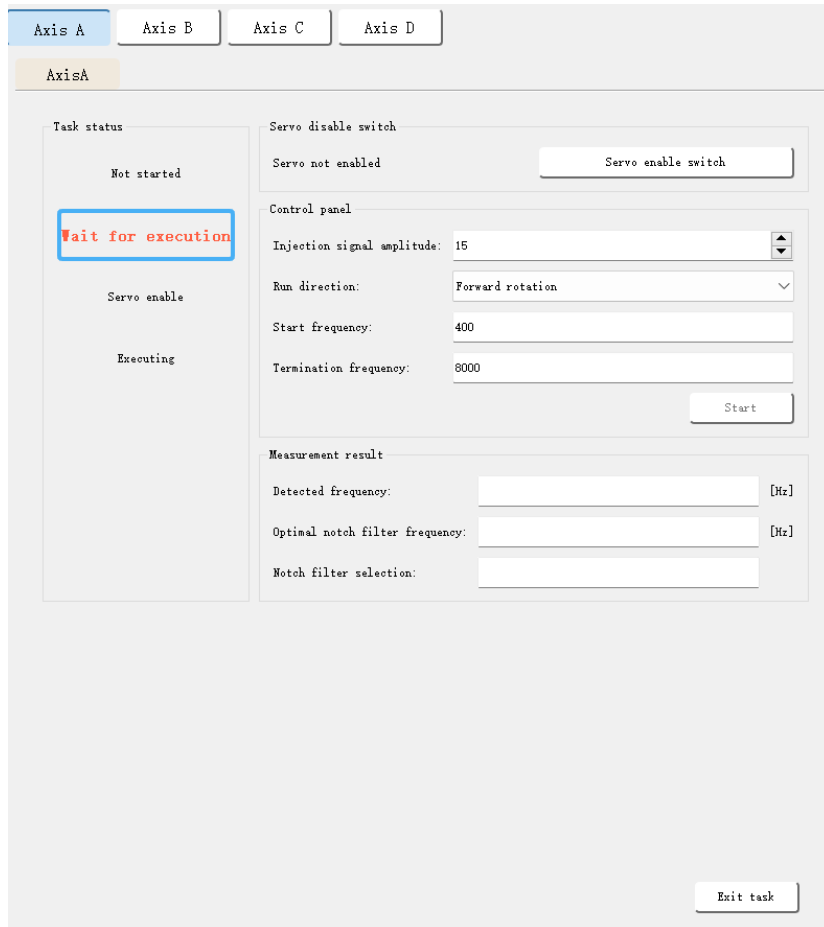 Axis A Axis B Axis C Axis D
AxisA
Task status
Not started
Wait for execution
Servo enable
Executing
Servo disable switch
Servo not enabled Servo enable switch
Control panel
Injection signal amplitude: 15
Run direction: Forward rotation
Start frequency: 400
Termination frequency: 8000
Start
Measurement result
Detected frequency: [Hz]
Optimal notch filter frequency: [Hz]
Notch filter selection:
Exit task